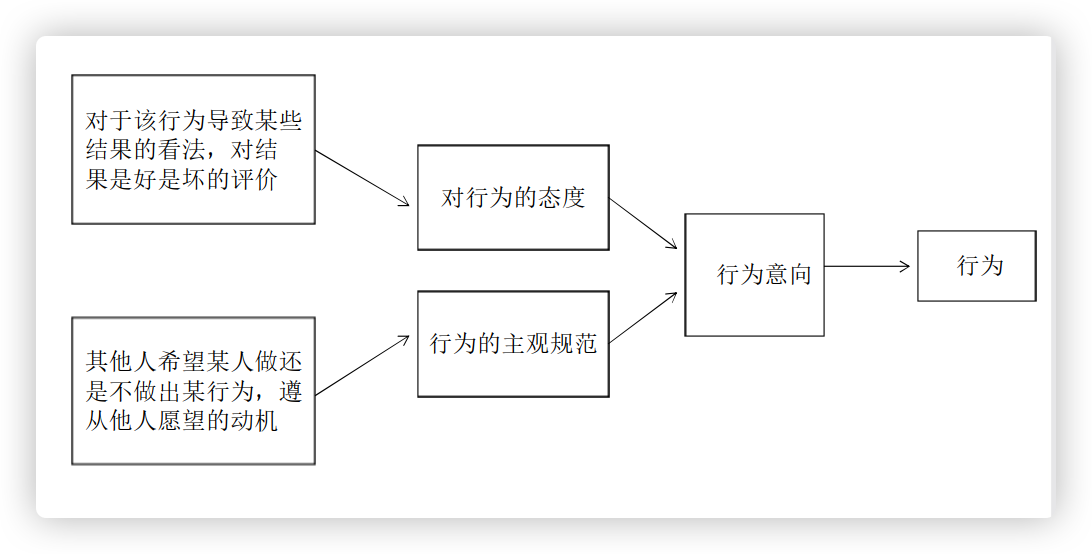 对于该行为导致某些
结果的看法，对结
果是好是坏的评价
对行为的态度
行为意向
行为
行为的主观规范
其他人希望某人做还
是不做出某行为，遵
从他人愿望的动机